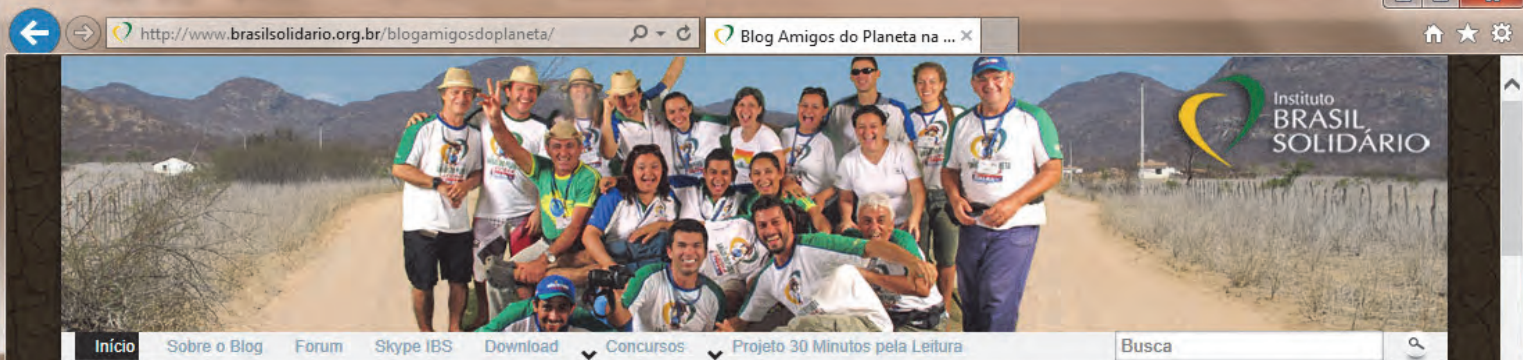 http://www.brasilsolidario.org.br/blogamigosdoplaneta/
Blog Amigos do Planeta na ...
Instituto
BRASIL
SOLIDÁRIO
Início Sobre o Blog Forum Skype IBS Download Concursos Projeto 30 Minutos pela Leitura Busca